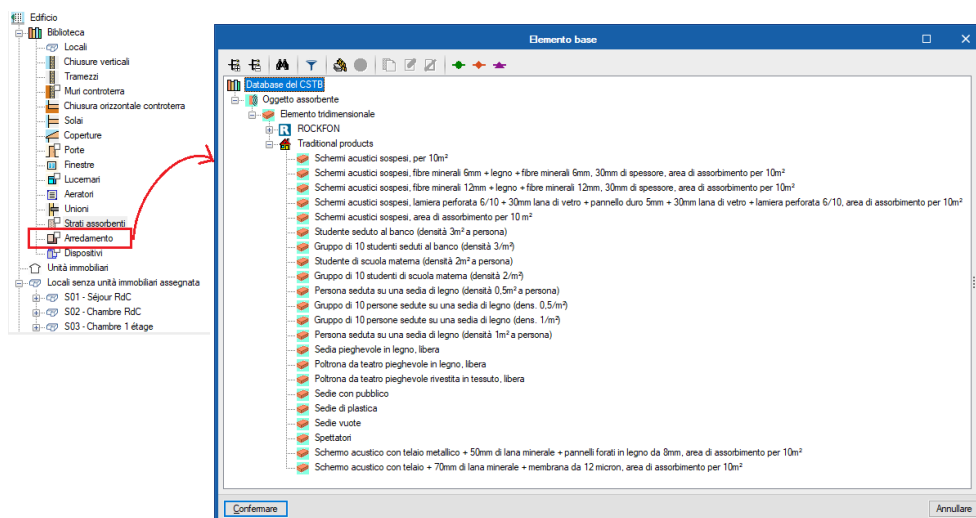 Edificio
Biblioteca
Locali
Chiusure verticali
Tramezzi
Muri controterra
Chiusura orizzontale controterra
Solai
Coperture
Porte
Finestre
Lucernari
Aeratori
Unioni
Strati assorbenti
Arredamento
Dispositivi
Unità immobiliari
Locali senza unità immobiliari assegnata
S01 - Séjour RdC
S02 - Chambre RdC
S03 - Chambre 1 étage
Elemento base
Database del CSTB
Oggetto assorbente
Elemento tridimensionale
R ROCKFON
Traditional products
Schermi acustici sospesi, per 10m²
Schermi acustici sospesi, fibre minerali 6mm + legno + fibre minerali 6mm, 30mm di spessore, area di assorbimento per 10m²
Schermi acustici sospesi, fibre minerali 12mm + legno + fibre minerali 12mm, 30mm di spessore, area di assorbimento per 10m²
Schermi acustici sospesi, lamiera perforata 6/10 + 30mm lana di vetro + pannello duro 5mm + 30mm lana di vetro + lamiera perforata 6/10, area di assorbimento per 10m²
Schermi acustici sospesi, area di assorbimento per 10 m²
Studente seduto al banco (densità 3m² a persona)
Gruppo di 10 studenti seduti al banco (densità 3/m²)
Studente di scuola materna (densità 2m² a persona)
Gruppo di 10 studenti di scuola materna (densità 2/m²)
Persona seduta su una sedia di legno (densità 0,5m² a persona)
Gruppo di 10 persone sedute su una sedia di legno (dens. 0,5/m²)
Gruppo di 10 persone sedute su una sedia di legno (dens. 1/m²)
Persona seduta su una sedia di legno (densità 1m² a persona)
Sedia pieghevole in legno, libera
Poltrona da teatro pieghevole in legno, libera
Poltrona da teatro pieghevole rivestita in tessuto, libera
Sedie con pubblico
Sedie di plastica
Sedie vuote
Spettatori
Schermo acustico con telaio metallico + 50mm di lana minerale + pannelli forati in legno da 8mm, area di assorbimento per 10m²
Schermo acustico con telaio + 70mm di lana minerale + membrana da 12 micron, area di assorbimento per 10m²
Confermare
Annullare